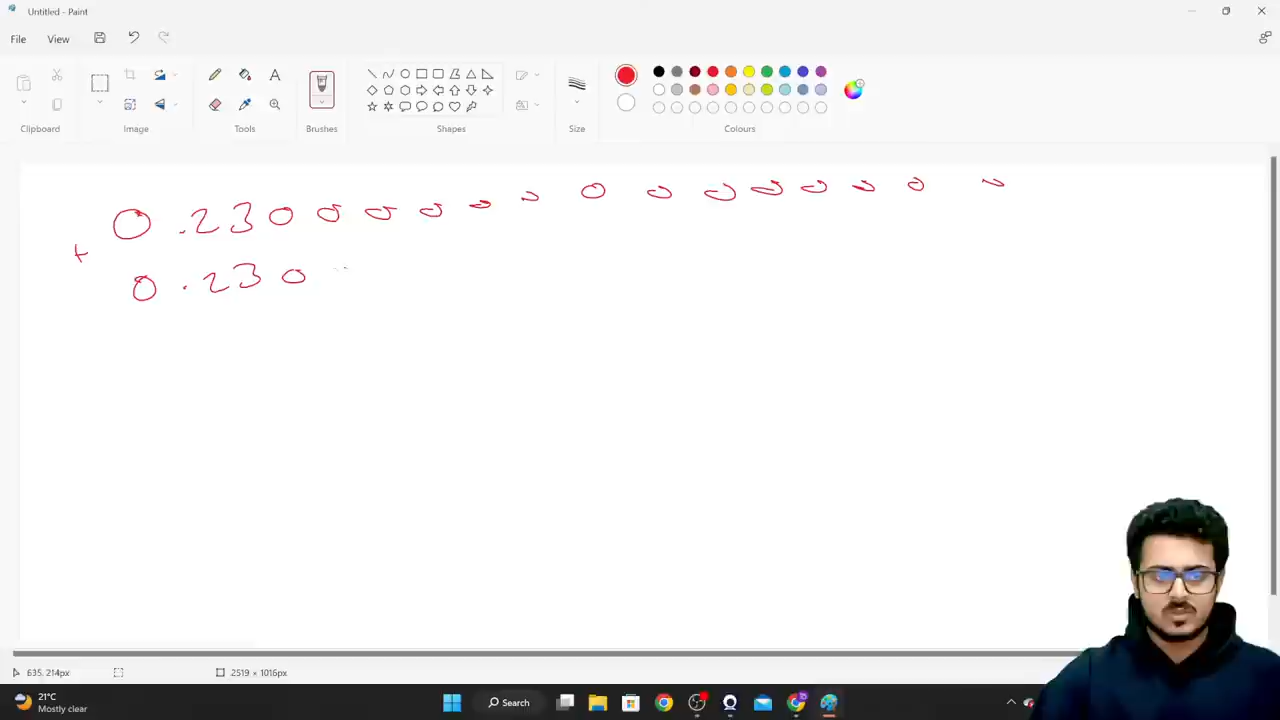 Untitled - Paint
File View
Clipboard Image Tools Brushes Shapes Size Colours
0.230000000000000
+
0.230
635, 214px 2519 × 1016px
21°C
Mostly clear
Search